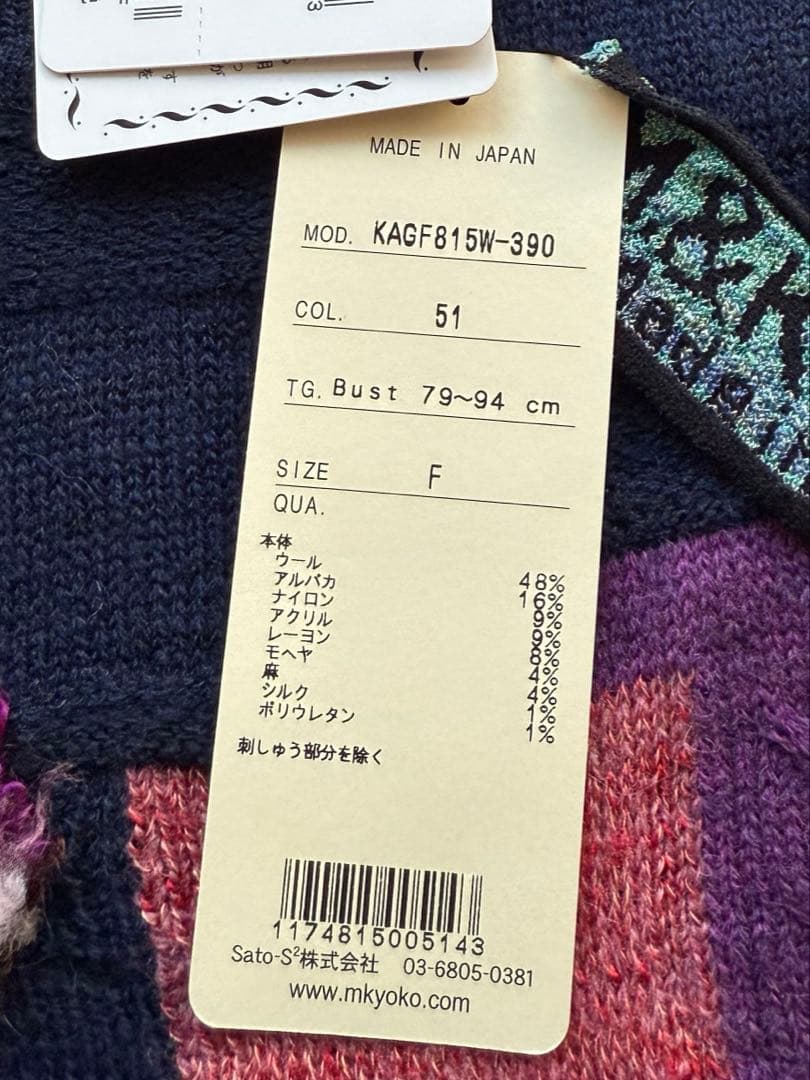 MADE IN JAPAN
MOD. KAGF815W-390
COL. 51
TG. Bust 79~94 cm
SIZE F
QUA.
本体
ウール 48%
アルパカ 16%
ナイロン 9%
アクリル 9%
レーヨン 8%
モヘヤ 4%
麻 4%
シルク 1%
ポリウレタン 1%
刺しゅう部分を除く
1174815005143
Sato-S²株式会社 03-6805-0381
www.mkyoko.com